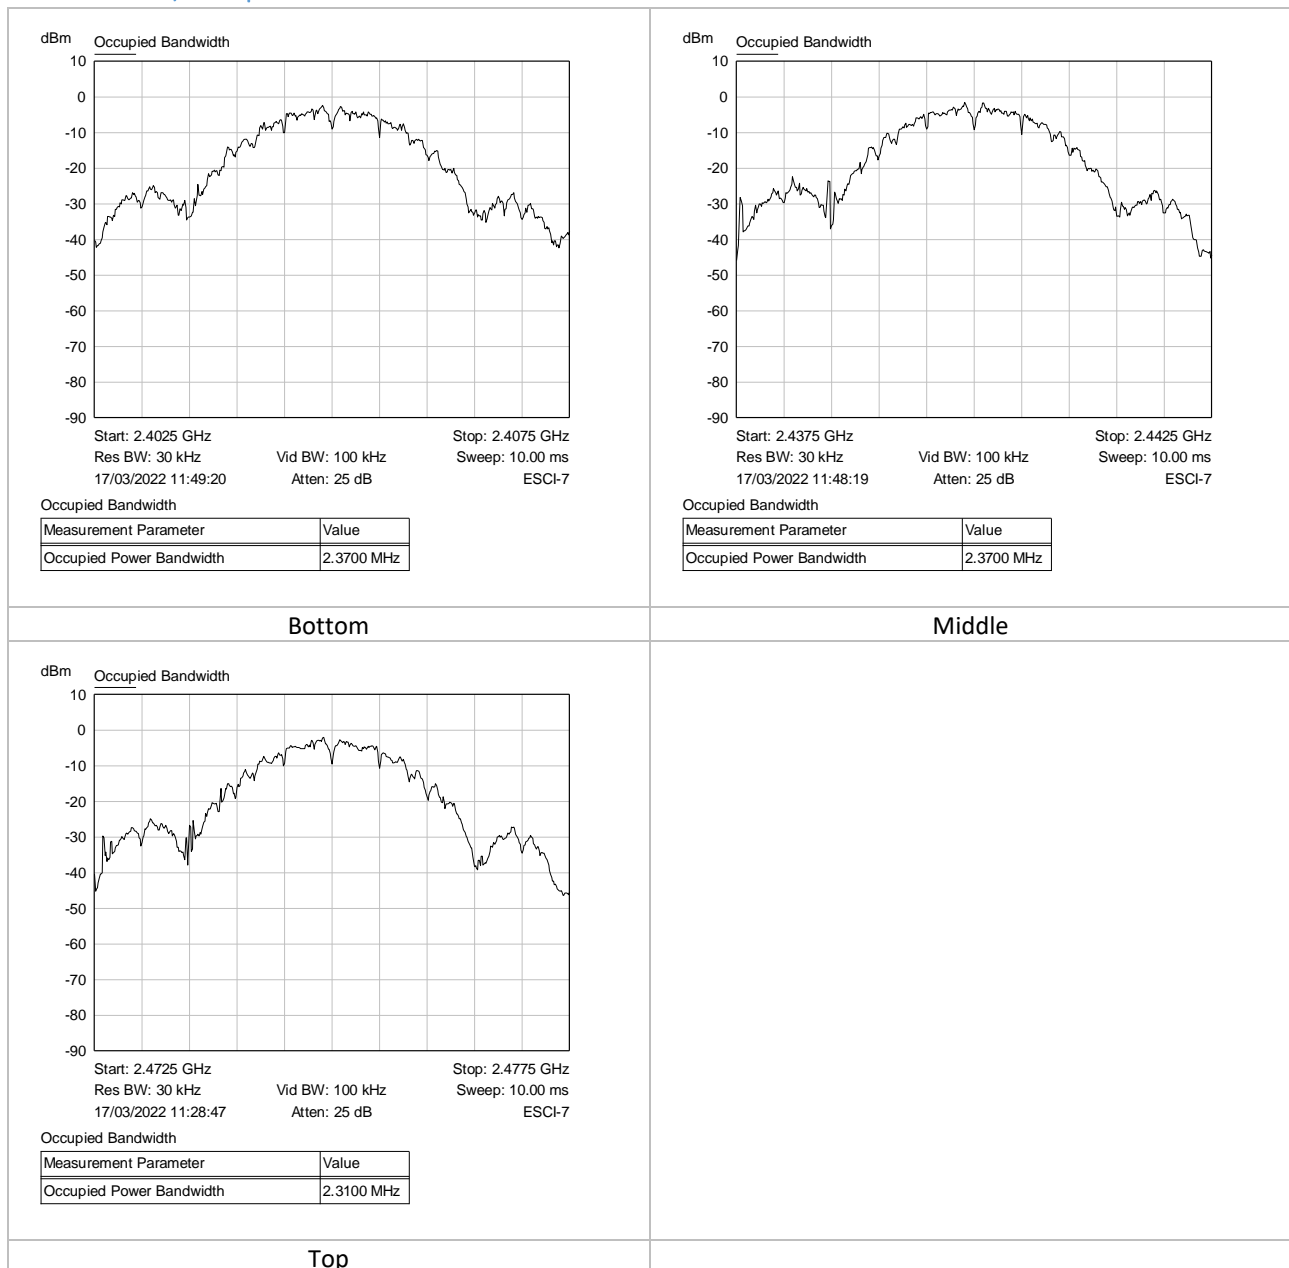 dBm Occupied Bandwidth
10
0
-10
-20
-30
-40
-50
-60
-70
-80
-90
Start: 2.4025 GHz Stop: 2.4075 GHz
Res BW: 30 kHz Vid BW: 100 kHz Sweep: 10.00 ms
17/03/2022 11:49:20 Atten: 25 dB ESCI-7
Occupied Bandwidth
Measurement Parameter Value
Occupied Power Bandwidth 2.3700 MHz
Bottom
dBm Occupied Bandwidth
10
0
-10
-20
-30
-40
-50
-60
-70
-80
-90
Start: 2.4375 GHz Stop: 2.4425 GHz
Res BW: 30 kHz Vid BW: 100 kHz Sweep: 10.00 ms
17/03/2022 11:48:19 Atten: 25 dB ESCI-7
Occupied Bandwidth
Measurement Parameter Value
Occupied Power Bandwidth 2.3700 MHz
Middle
dBm Occupied Bandwidth
10
0
-10
-20
-30
-40
-50
-60
-70
-80
-90
Start: 2.4725 GHz Stop: 2.4775 GHz
Res BW: 30 kHz Vid BW: 100 kHz Sweep: 10.00 ms
17/03/2022 11:28:47 Atten: 25 dB ESCI-7
Occupied Bandwidth
Measurement Parameter Value
Occupied Power Bandwidth 2.3100 MHz
Top